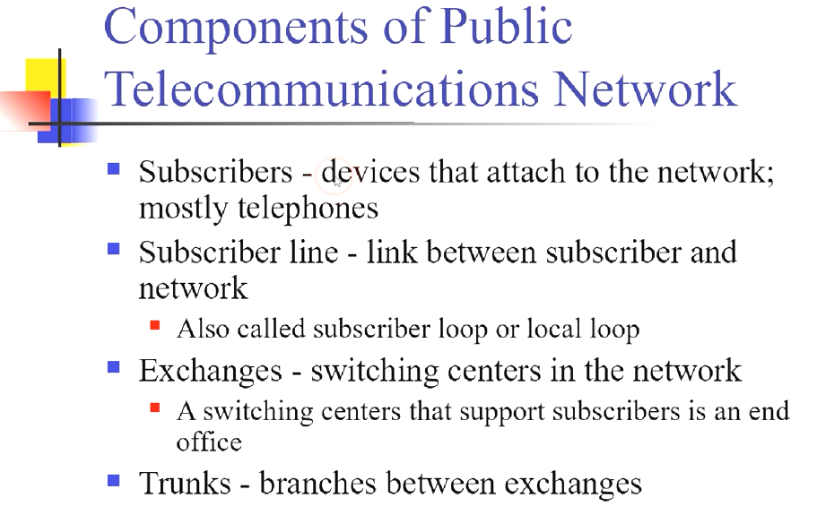 Components of Public
Telecommunications Network
Subscribers - devices that attach to the network;
mostly telephones
Subscriber line - link between subscriber and
network
Also called subscriber loop or local loop
Exchanges - switching centers in the network
A switching centers that support subscribers is an end
office
Trunks - branches between exchanges